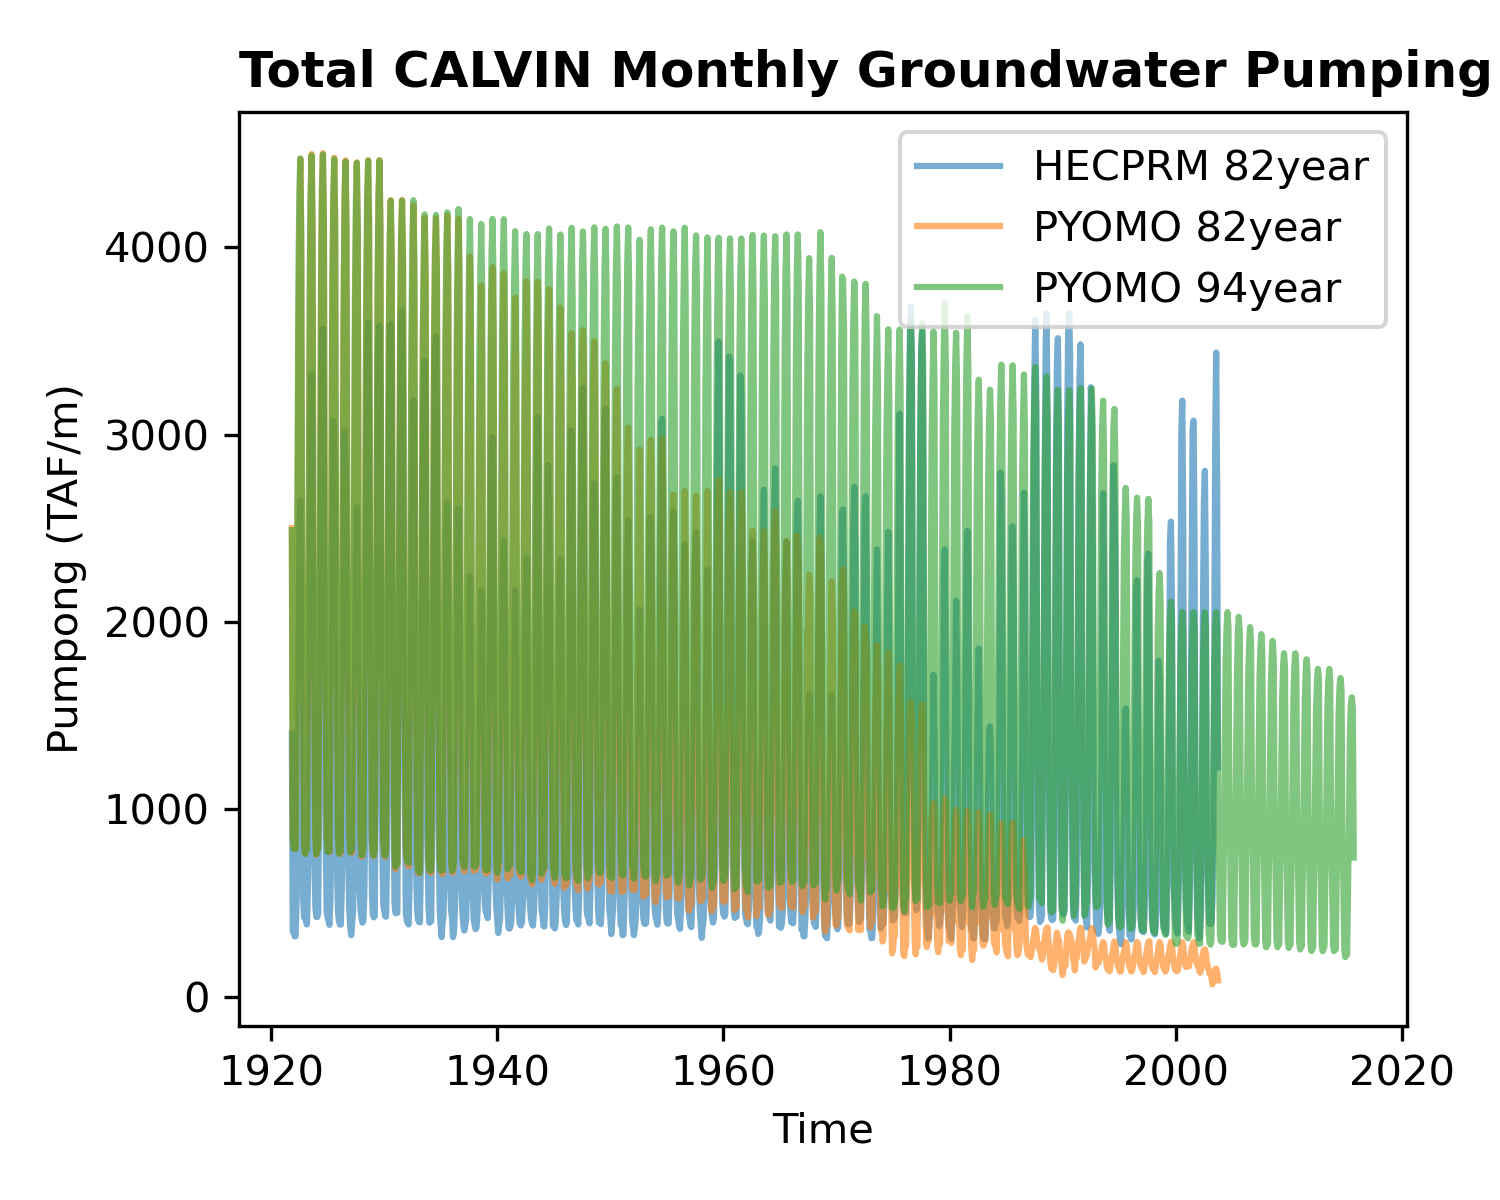 Total CALVIN Monthly Groundwater Pumping
HECPRM 82year
PYOMO 82year
PYOMO 94year
Pumpong (TAF/m)
4000
3000
2000
1000
0
1920 1940 1960 1980 2000 2020
Time